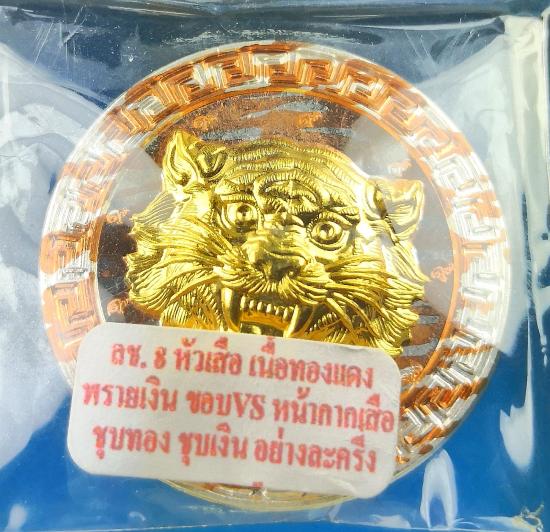 ลช. 8 หัวเสือ เนื้อทองแดง
พรายเงิน ขอบVS หน้ากากเสือ
ชุบทอง ชุบเงิน อย่างละครึ่ง